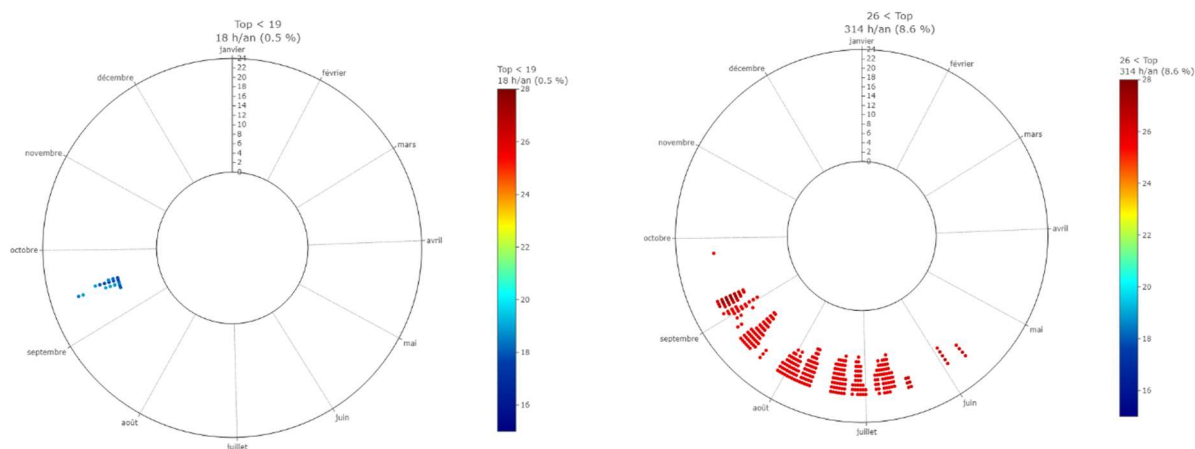 Top < 19
18 h/an (0.5 %)
janvier
24
22
20
18
16
14
12
10
8
6
4
2
0
février
mars
avril
mai
juin
juillet
août
septembre
octobre
novembre
décembre
Top < 19
18 h/an (0.5 %)
28
26
24
22
20
18
16
26 < Top
314 h/an (8.6 %)
janvier
24
22
20
18
16
14
12
10
8
6
4
2
0
février
mars
avril
mai
juin
juillet
août
septembre
octobre
novembre
décembre
26 < Top
314 h/an (8.6 %)
28
26
24
22
20
18
16